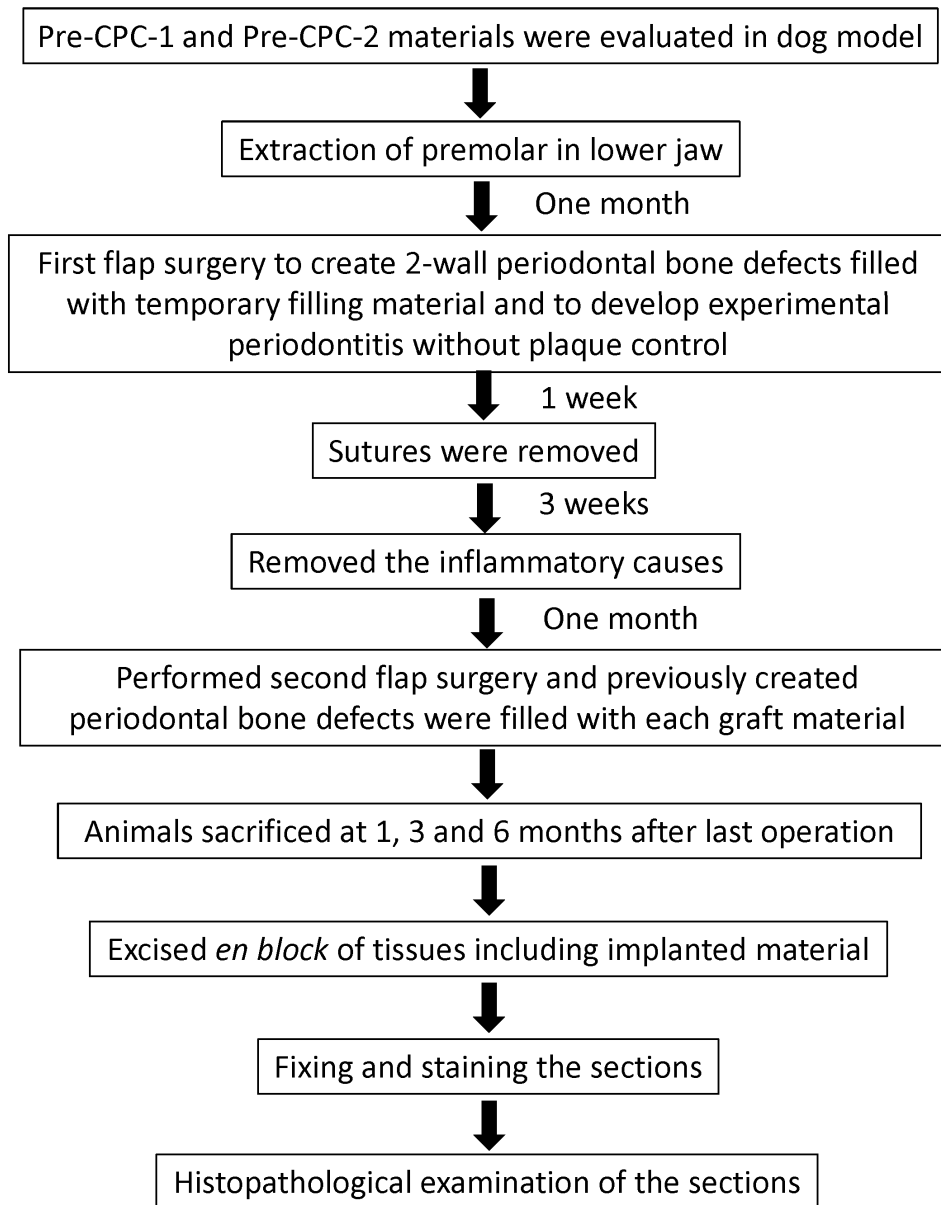 Pre-CPC-1 and Pre-CPC-2 materials were evaluated in dog model
Extraction of premolar in lower jaw
One month
First flap surgery to create 2-wall periodontal bone defects filled
with temporary filling material and to develop experimental
periodontitis without plaque control
1 week
Sutures were removed
3 weeks
Removed the inflammatory causes
One month
Performed second flap surgery and previously created
periodontal bone defects were filled with each graft material
Animals sacrificed at 1, 3 and 6 months after last operation
Excised en block of tissues including implanted material
Fixing and staining the sections
Histopathological examination of the sections